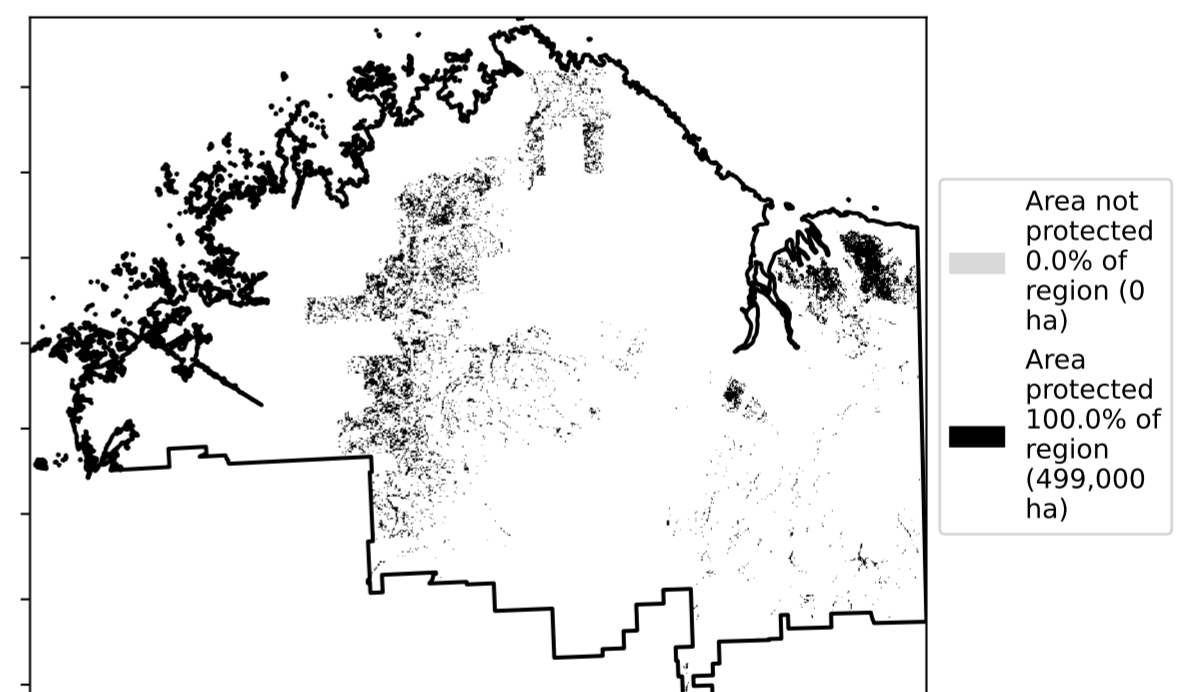 Area not
protected
0.0% of
region (0
ha)
Area
protected
100.0% of
region
(499,000
ha)